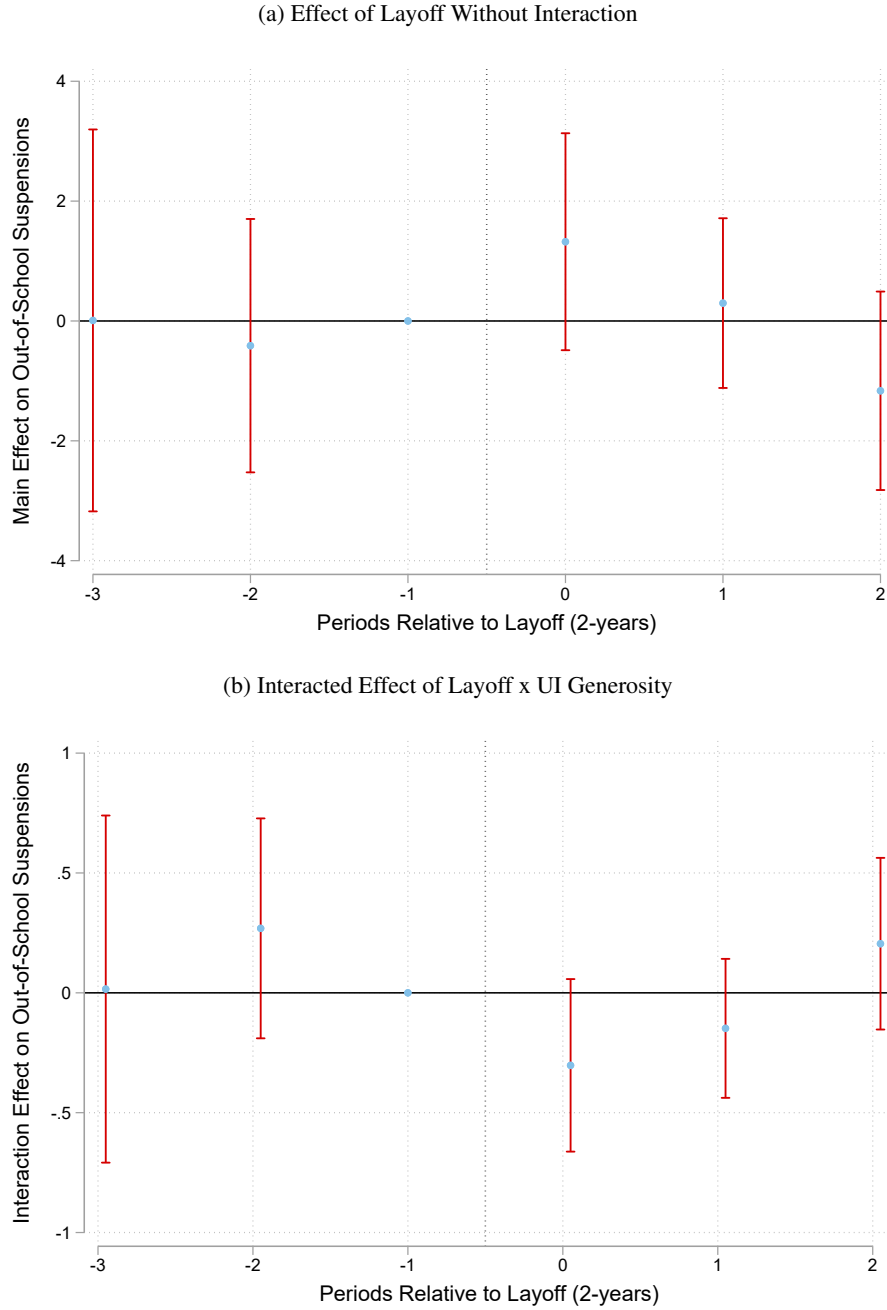 (a) Effect of Layoff Without Interaction
Main Effect on Out-of-School Suspensions
4
2
0
-2
-4
-3 -2 -1 0 1 2
Periods Relative to Layoff (2-years)
(b) Interacted Effect of Layoff x UI Generosity
Interaction Effect on Out-of-School Suspensions
1
.5
0
-.5
-1
-3 -2 -1 0 1 2
Periods Relative to Layoff (2-years)